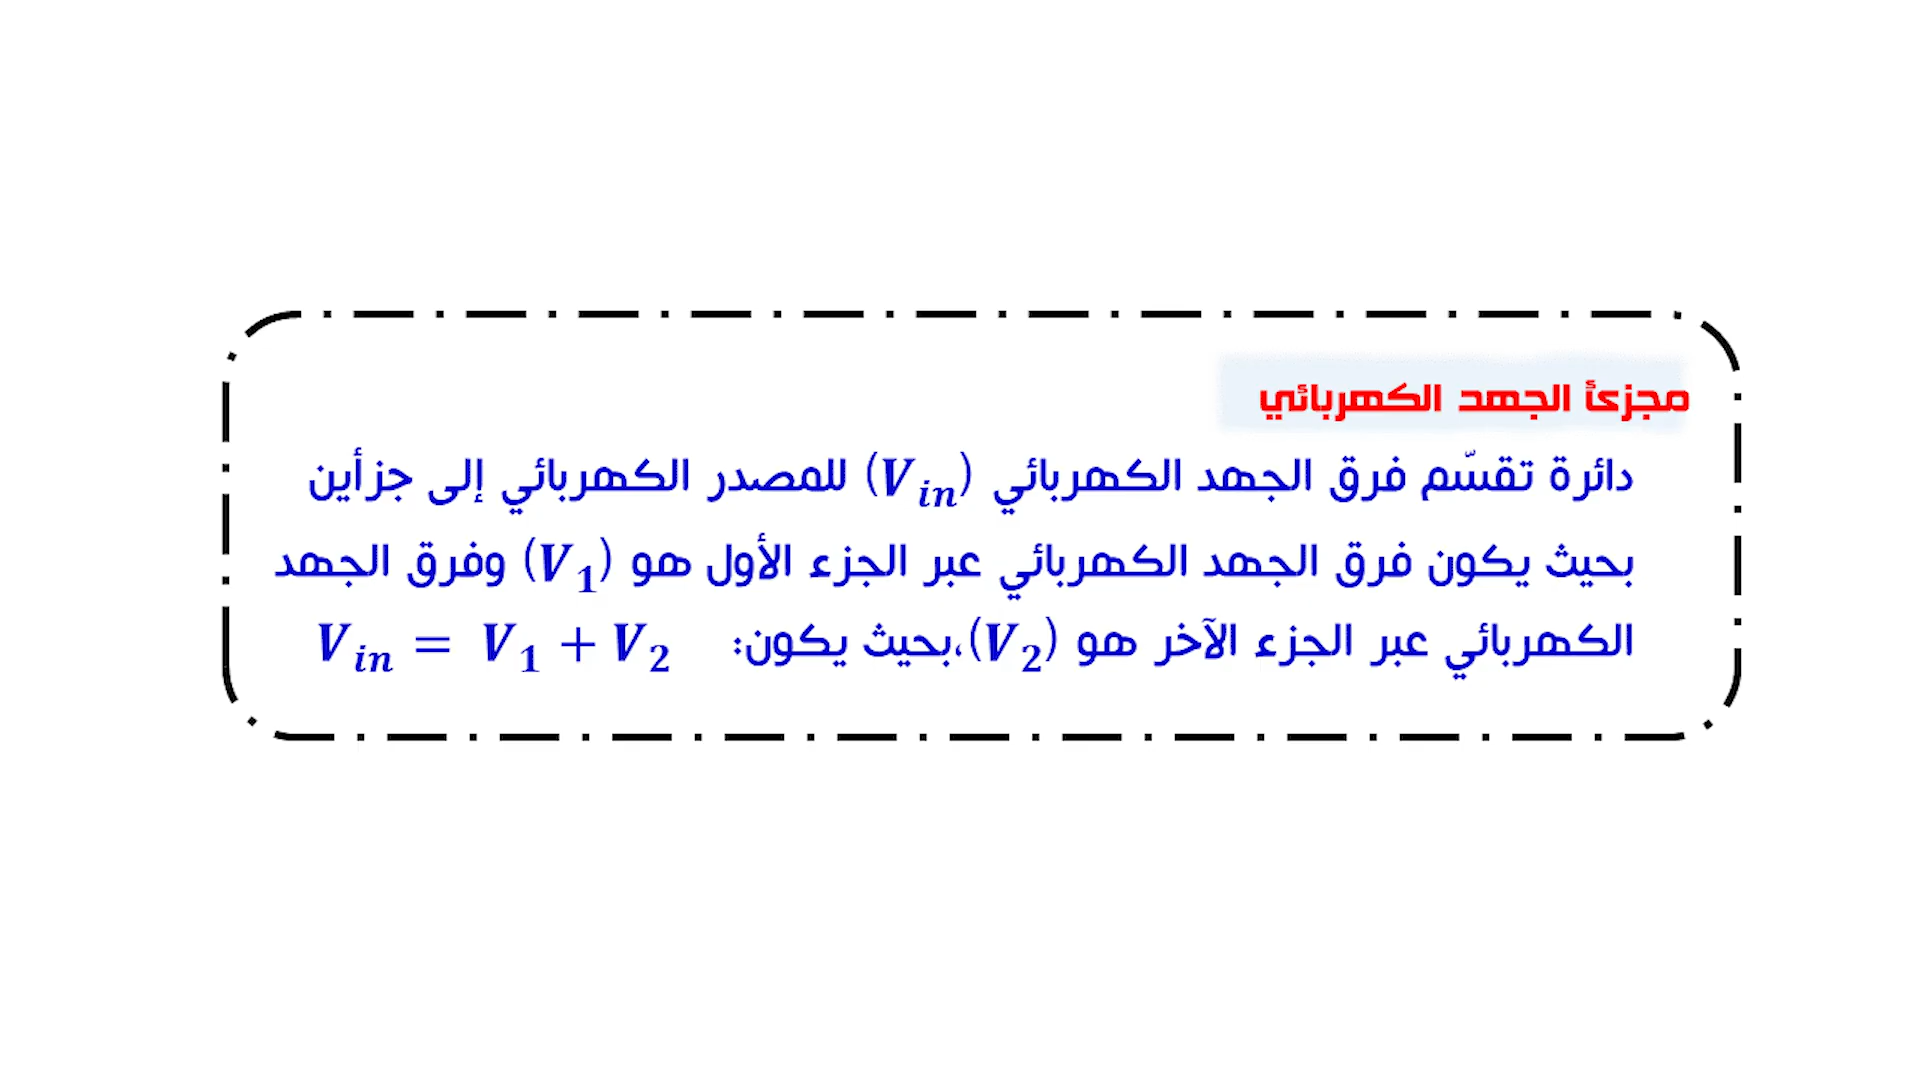 مجزئ الجهد الكهربائي
دائرة تقسّم فرق الجهد الكهربائي (V_in) للمصدر الكهربائي إلى جزأين
بحيث يكون فرق الجهد الكهربائي عبر الجزء الأول هو (V_1) وفرق الجهد
الكهربائي عبر الجزء الآخر هو (V_2)،بحيث يكون: V_in = V_1 + V_2